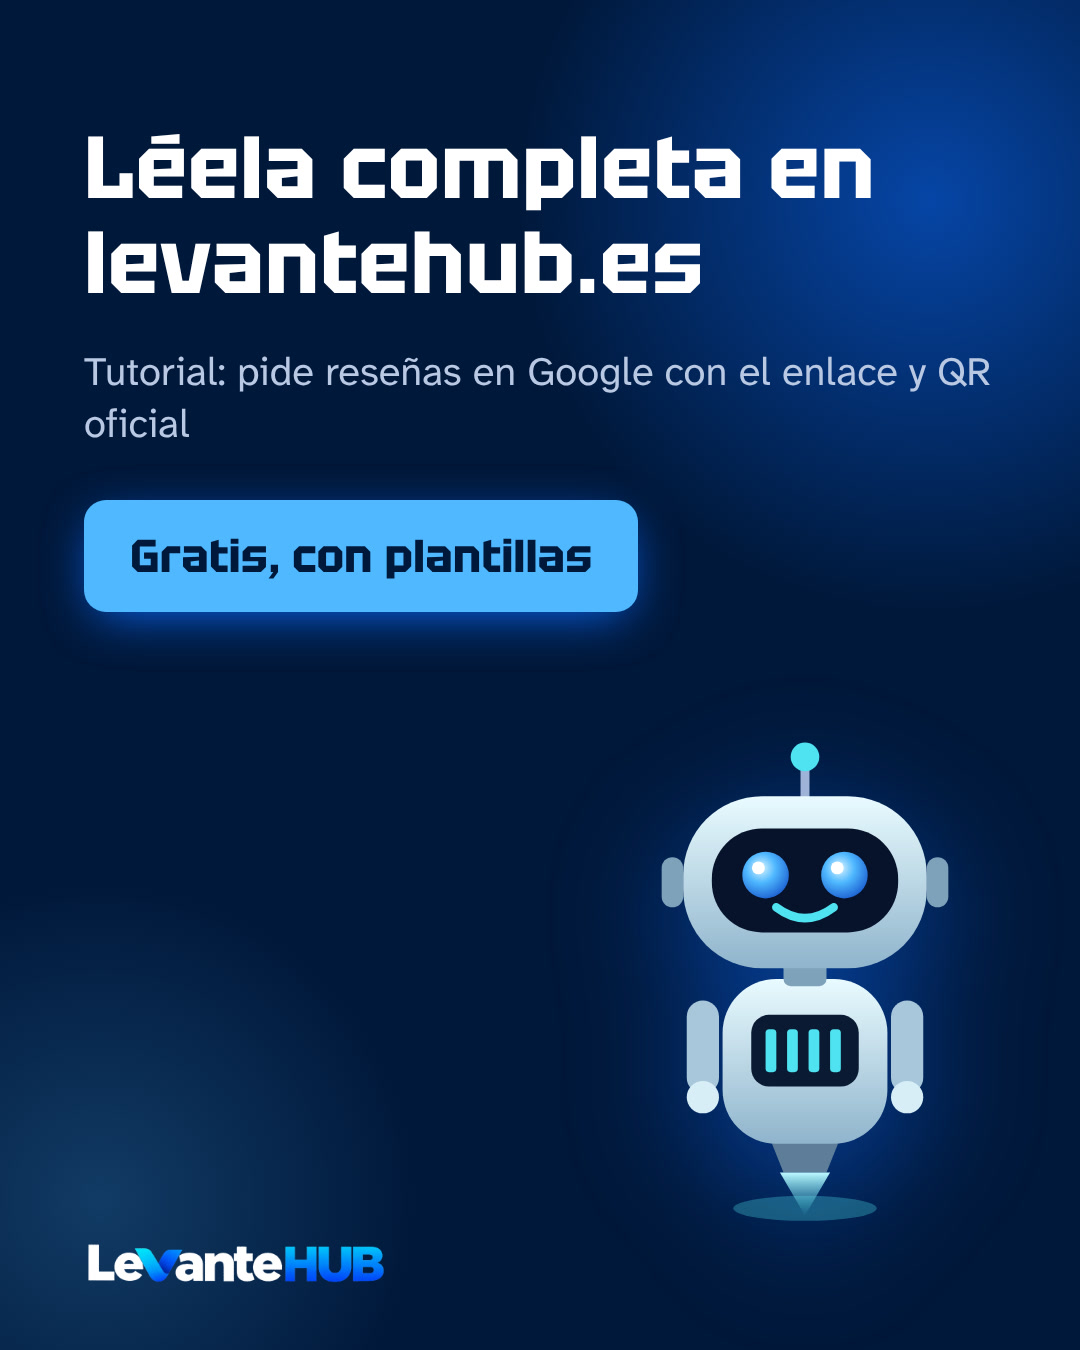 Léela completa en
levantehub.es
Tutorial: pide reseñas en Google con el enlace y QR
oficial
Gratis, con plantillas
LevanteHUB